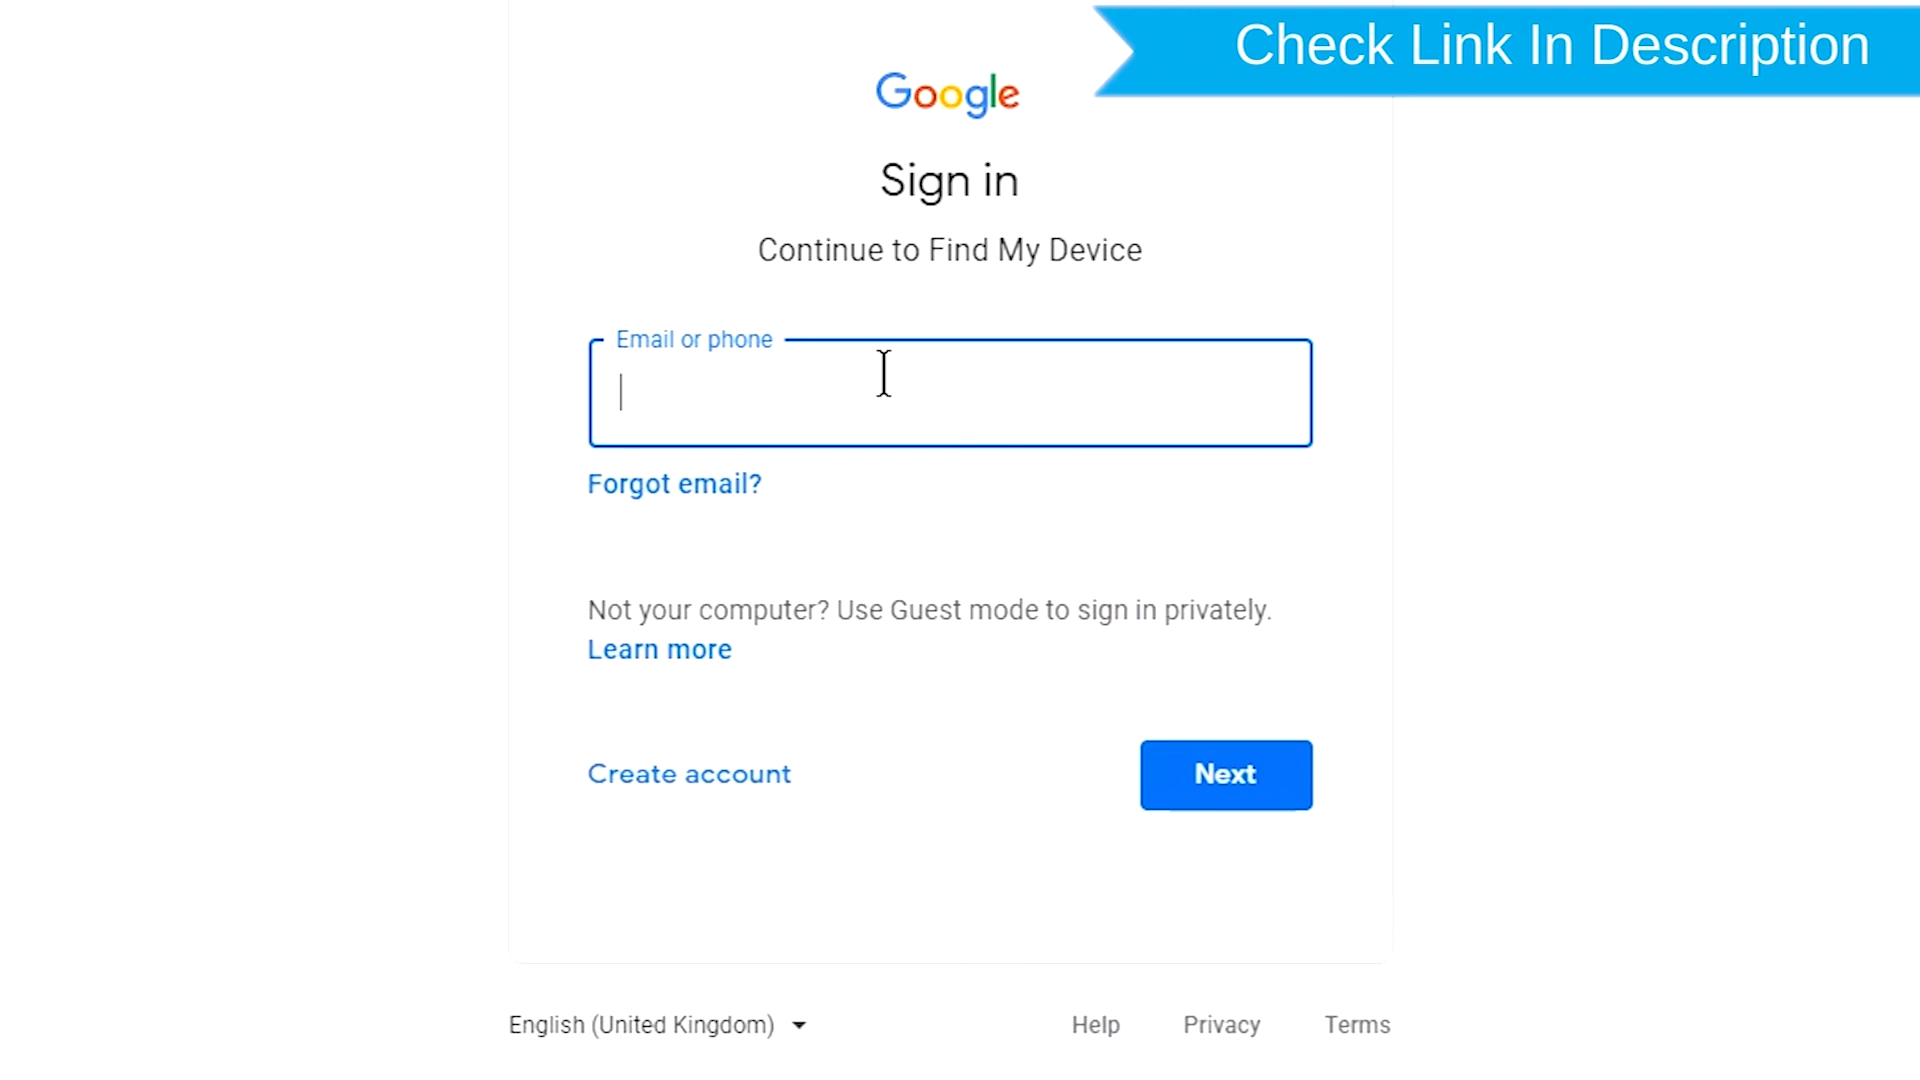 Check Link In Description
Google
Sign in
Continue to Find My Device
Email or phone
Forgot email?
Not your computer? Use Guest mode to sign in privately.
Learn more
Create account
Next
English (United Kingdom)
Help
Privacy
Terms